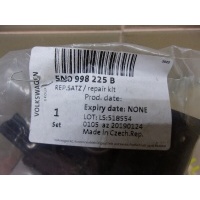 VOLKSWAGEN
5N0 998 225 B
REP.SATZ / repair kit
Prod. date:
1
Set
Expiry date: NONE
LOT: LS:518554
0105 az 20190124
Made in Czech.Rep.